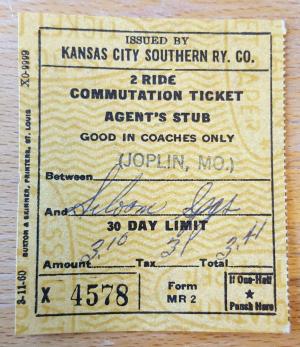 ISSUED BY
KANSAS CITY SOUTHERN RY. CO.
2 RIDE
COMMUTATION TICKET
AGENT'S STUB
GOOD IN COACHES ONLY
(JOPLIN, MO.)
Between
And Siloam Spgs
30 DAY LIMIT
3.10 31 3.41
Amount Tax Total
X 4578
Form
MR 2
If One-Half
★
Punch Here
XO-9999
BUXTON & SKINNER, PRINTERS, ST. LOUIS
3-11-60